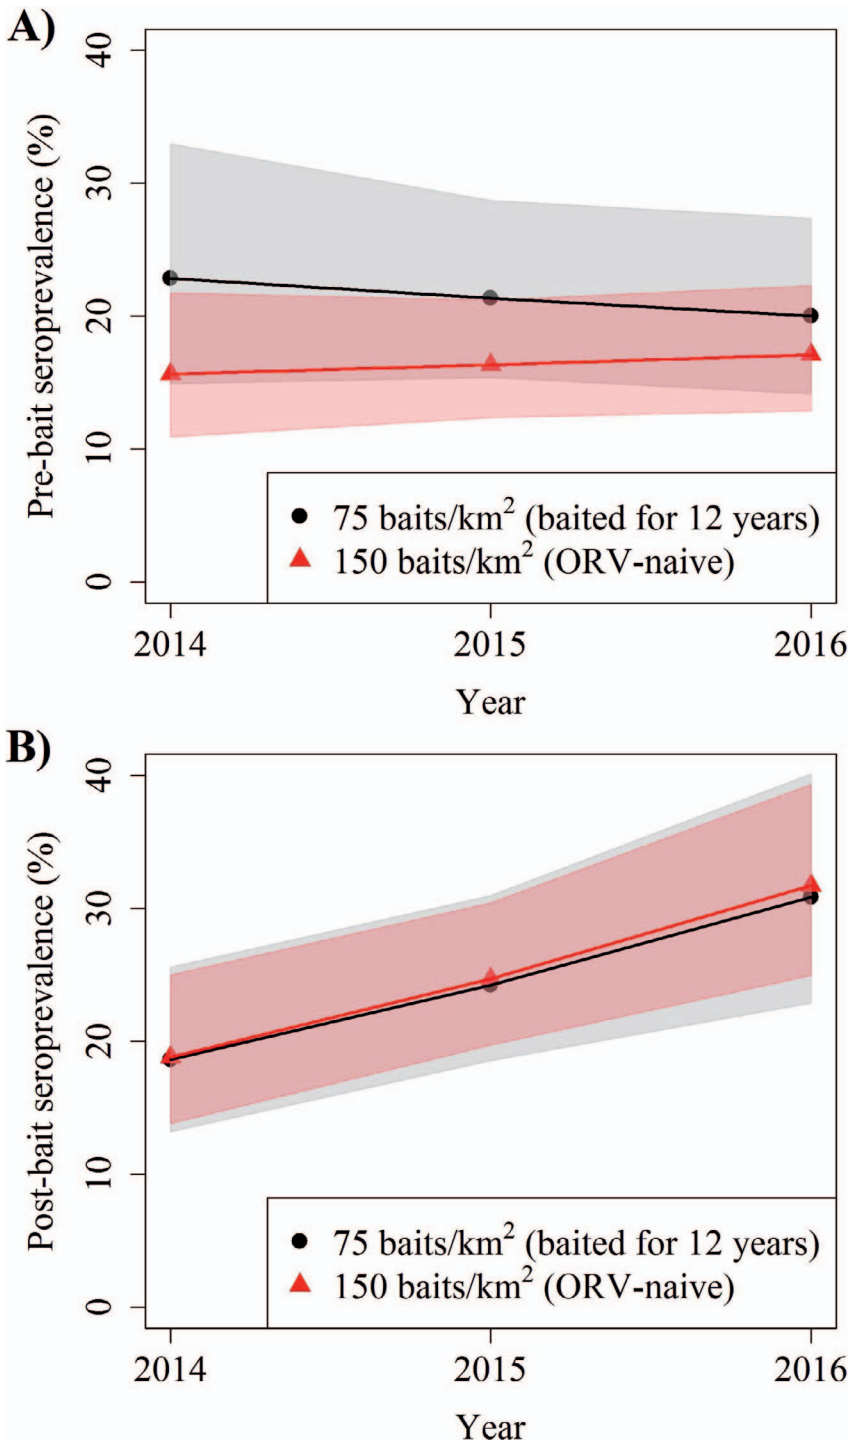 A)
Pre-bait seroprevalence (%)
40
30
20
10
0
75 baits/km² (baited for 12 years)
150 baits/km² (ORV-naive)
2014 2015 2016
Year
B)
Post-bait seroprevalence (%)
40
30
20
10
0
75 baits/km² (baited for 12 years)
150 baits/km² (ORV-naive)
2014 2015 2016
Year